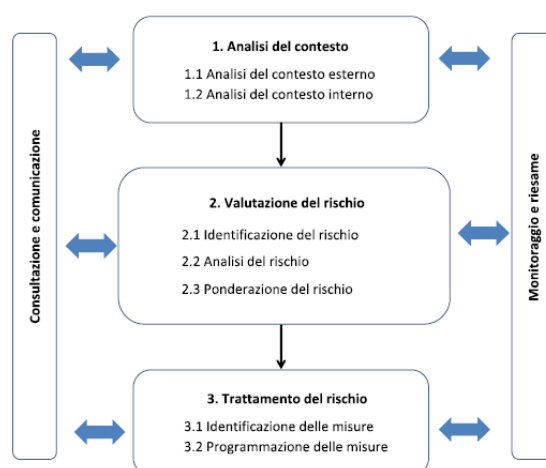 Consultazione e comunicazione
1. Analisi del contesto
1.1 Analisi del contesto esterno
1.2 Analisi del contesto interno
2. Valutazione del rischio
2.1 Identificazione del rischio
2.2 Analisi del rischio
2.3 Ponderazione del rischio
3. Trattamento del rischio
3.1 Identificazione delle misure
3.2 Programmazione delle misure
Monitoraggio e riesame